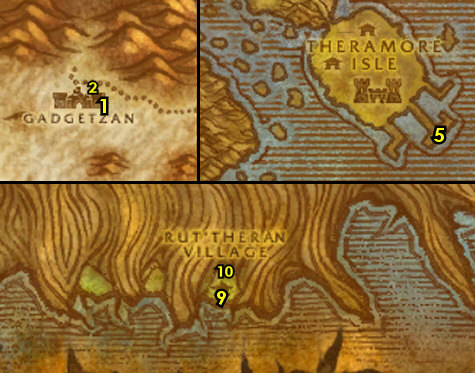 2
1
GADGETZAN
THERAMORE
ISLE
5
RUT'THERAN
VILLAGE
10
9